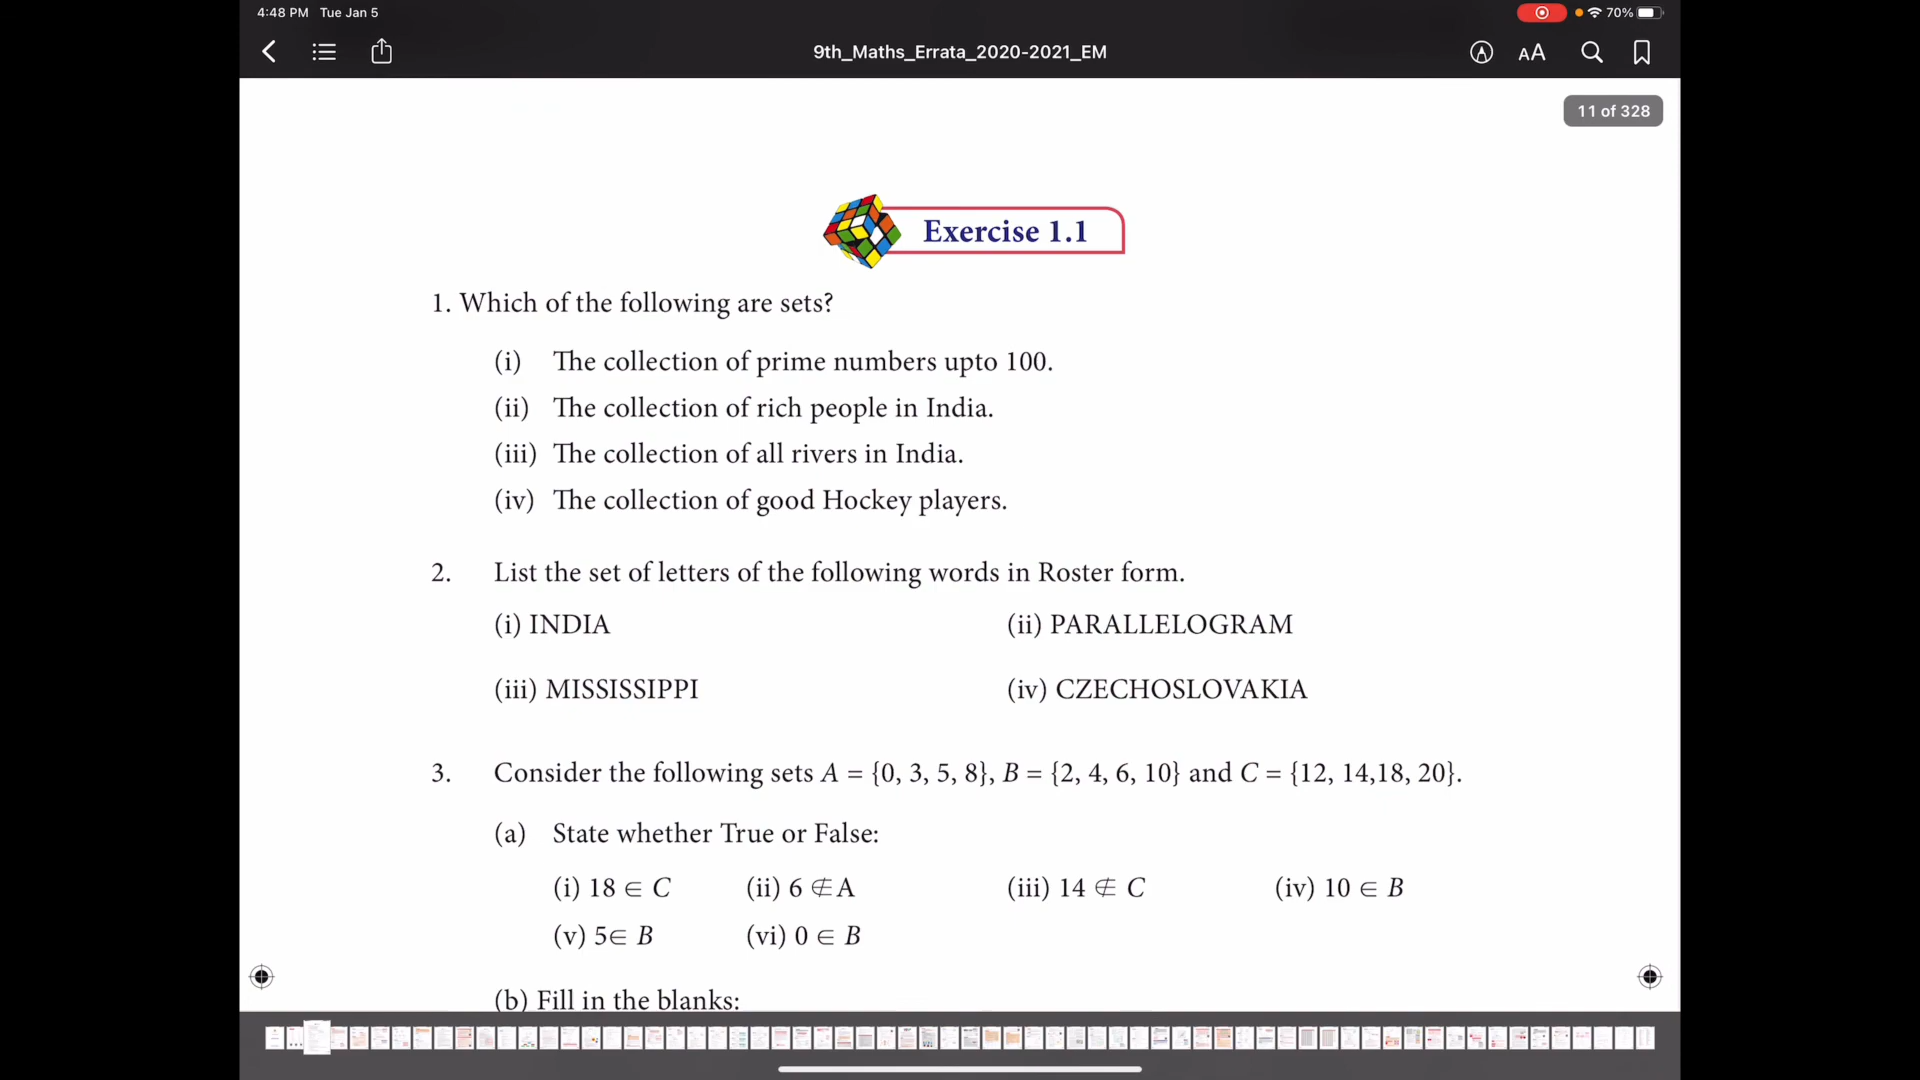 4:48 PM Tue Jan 5
70%
9th_Maths_Errata_2020-2021_EM
AA
11 of 328
Exercise 1.1
1. Which of the following are sets?
(i) The collection of prime numbers upto 100.
(ii) The collection of rich people in India.
(iii) The collection of all rivers in India.
(iv) The collection of good Hockey players.
2. List the set of letters of the following words in Roster form.
(i) INDIA (ii) PARALLELOGRAM
(iii) MISSISSIPPI (iv) CZECHOSLOVAKIA
3. Consider the following sets A = {0, 3, 5, 8}, B = {2, 4, 6, 10} and C = {12, 14,18, 20}.
(a) State whether True or False:
(i) 18 ∈ C (ii) 6 ∉ A (iii) 14 ∉ C (iv) 10 ∈ B
(v) 5∈ B (vi) 0 ∈ B
(b) Fill in the blanks: